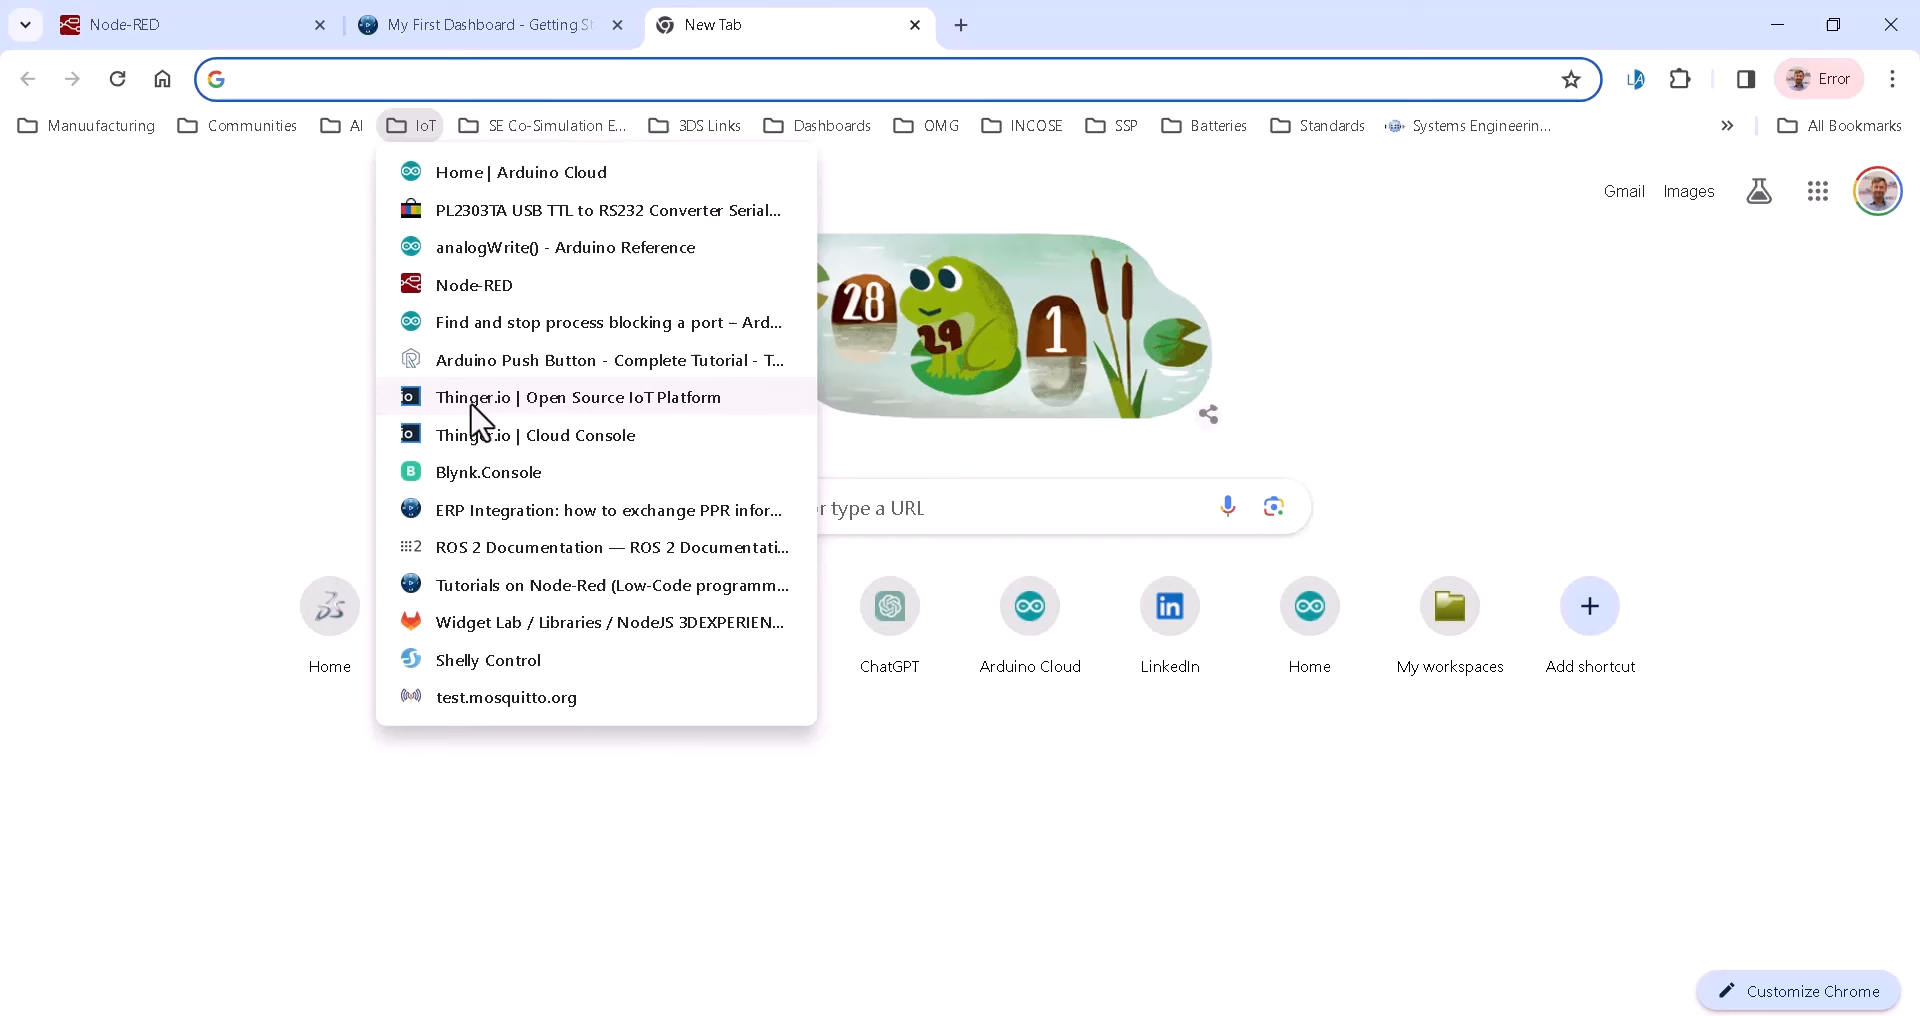 Node-RED
My First Dashboard - Getting St
New Tab
Error
Manuufacturing
Communities
AI
IoT
SE Co-Simulation E...
3DS Links
Dashboards
OMG
INCOSE
SSP
Batteries
Standards
Systems Engineerin...
All Bookmarks
Home | Arduino Cloud
PL2303TA USB TTL to RS232 Converter Serial...
analogWrite() - Arduino Reference
Node-RED
Find and stop process blocking a port – Ard...
Arduino Push Button - Complete Tutorial - T...
Thinger.io | Open Source IoT Platform
Thinger.io | Cloud Console
Blynk.Console
ERP Integration: how to exchange PPR infor...
ROS 2 Documentation — ROS 2 Documentati...
Tutorials on Node-Red (Low-Code programm...
Widget Lab / Libraries / NodeJS 3DEXPERIEN...
Shelly Control
test.mosquitto.org
Gmail
Images
28
29
1
or type a URL
Home
ChatGPT
Arduino Cloud
LinkedIn
Home
My workspaces
Add shortcut
Customize Chrome